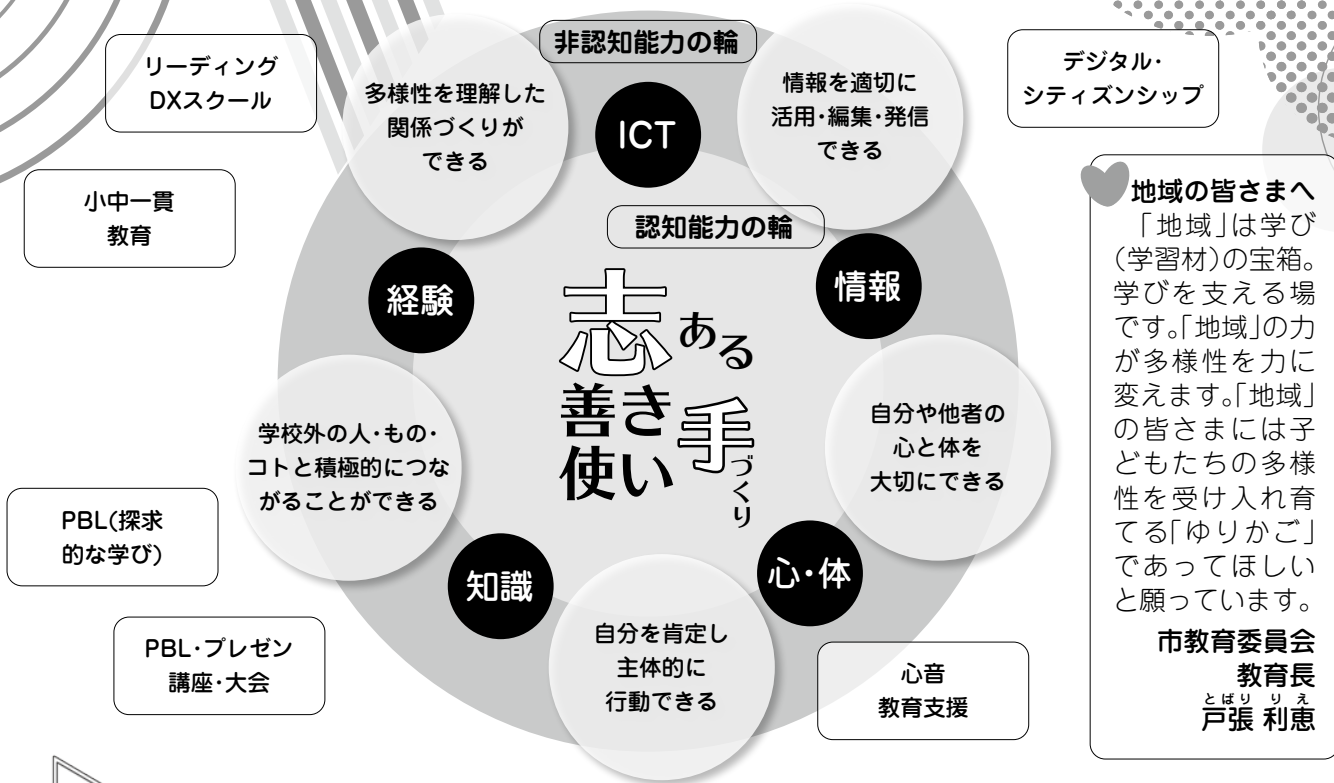 非認知能力の輪
リーディング
DXスクール
多様性を理解した
関係づくりが
できる
ICT
情報を適切に
活用・編集・発信
できる
デジタル・
シティズンシップ
小中一貫
教育
認知能力の輪
経験
情報
志ある
善き
使い手づくり
学校外の人・もの・
コトと積極的につな
がることができる
自分や他者の
心と体を
大切にできる
PBL(探求
的な学び)
知識
心・体
PBL・プレゼン
講座・大会
自分を肯定し
主体的に
行動できる
心音
教育支援
地域の皆さまへ
「地域」は学び
(学習材)の宝箱。
学びを支える場
です。「地域」の力
が多様性を力に
変えます。「地域」
の皆さまには子
どもたちの多様
性を受け入れ育
てる「ゆりかご」
であってほしい
と願っています。
市教育委員会
教育長
とばり りえ
戸張 利恵